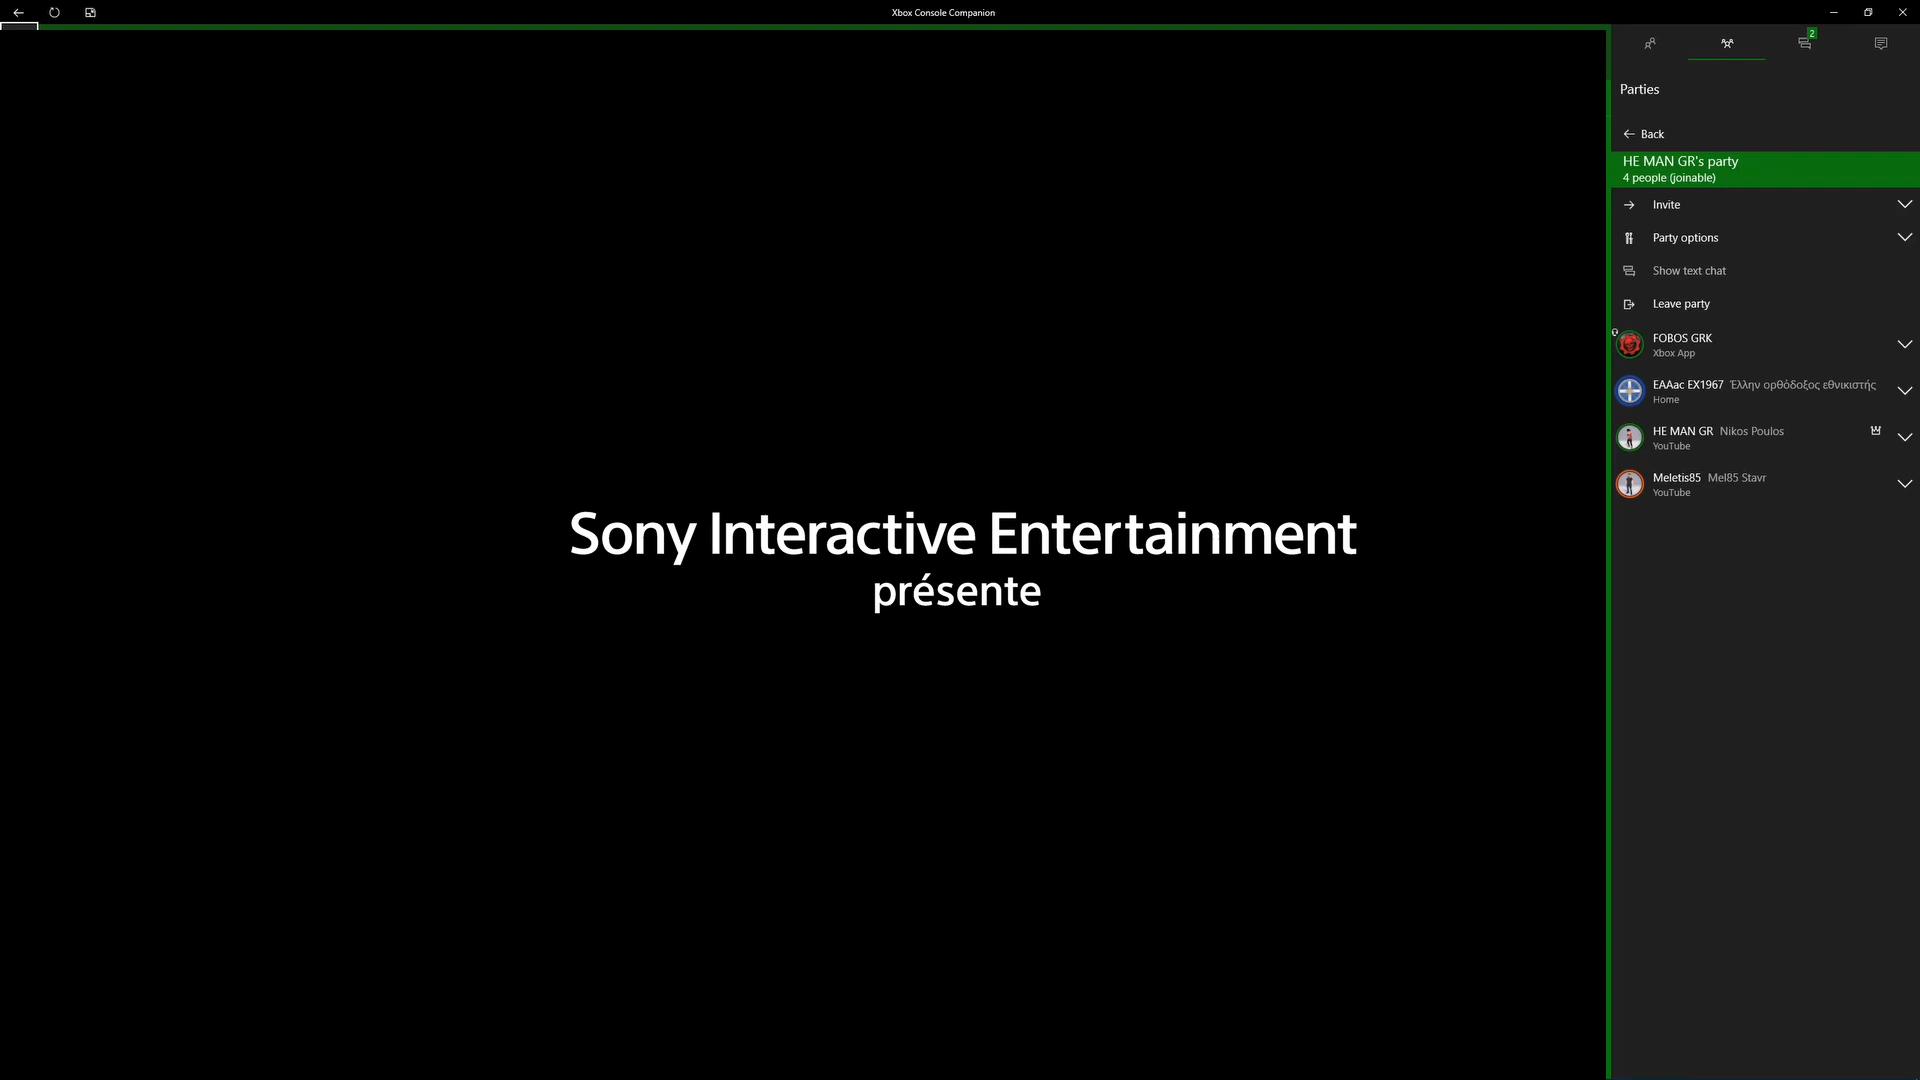 Xbox Console Companion
2
Parties
Back
HE MAN GR's party
4 people (joinable)
Invite
Party options
Show text chat
Leave party
FOBOS GRK
Xbox App
EAAac EX1967 Έλλην ορθόδοξος εθνικιστής
Home
HE MAN GR Nikos Poulos
YouTube
Meletis85 Mel85 Stavr
YouTube
Sony Interactive Entertainment
présente